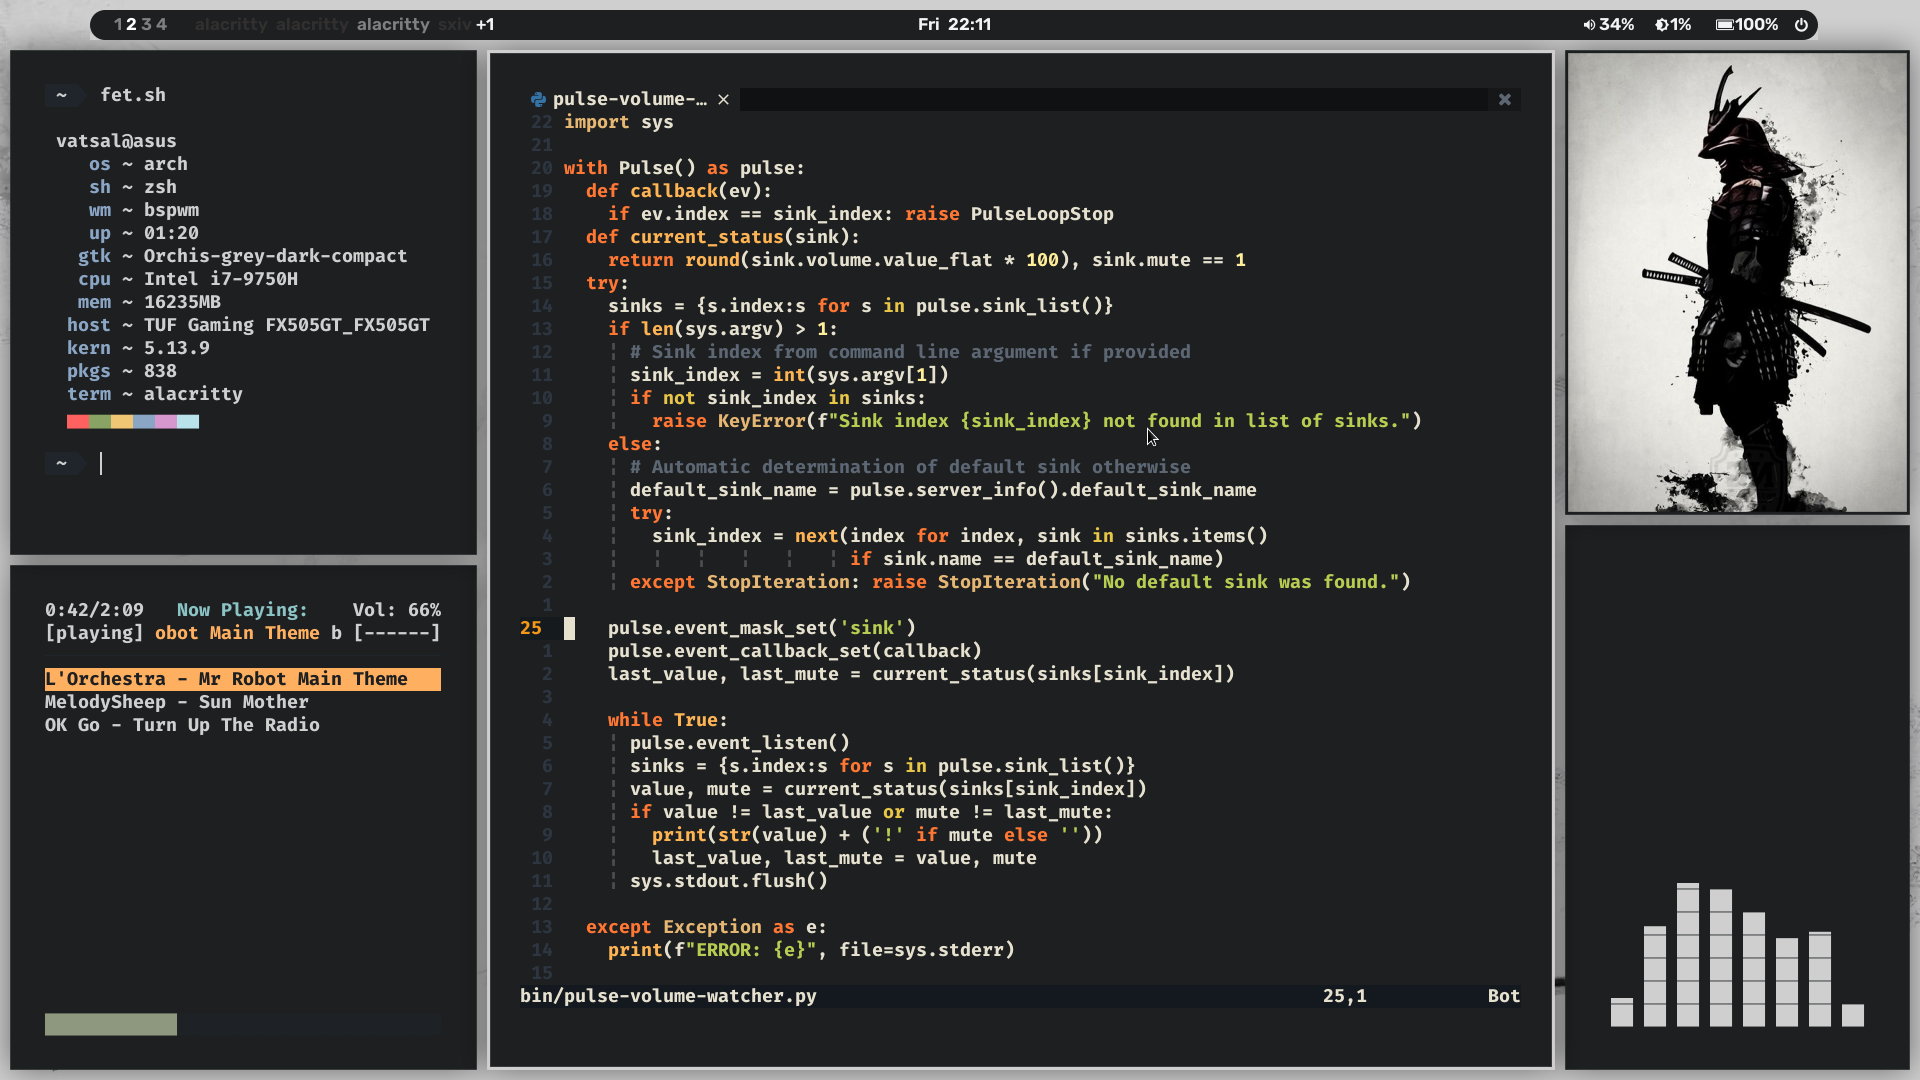 1 2 3 4 alacritty alacritty alacritty sxiv +1
Fri 22:11
34% 1% 100%
~ fet.sh
vatsal@asus
os ~ arch
sh ~ zsh
wm ~ bspwm
up ~ 01:20
gtk ~ Orchis-grey-dark-compact
cpu ~ Intel i7-9750H
mem ~ 16235MB
host ~ TUF Gaming FX505GT_FX505GT
kern ~ 5.13.9
pkgs ~ 838
term ~ alacritty
~
0:42/2:09 Now Playing: Vol: 66%
[playing] obot Main Theme b [------]
L'Orchestra - Mr Robot Main Theme
MelodySheep - Sun Mother
OK Go - Turn Up The Radio
pulse-volume-… ×
22 import sys
21
20 with Pulse() as pulse:
19   def callback(ev):
18     if ev.index == sink_index: raise PulseLoopStop
17   def current_status(sink):
16     return round(sink.volume.value_flat * 100), sink.mute == 1
15   try:
14     sinks = {s.index:s for s in pulse.sink_list()}
13     if len(sys.argv) > 1:
12     ¦ # Sink index from command line argument if provided
11     ¦ sink_index = int(sys.argv[1])
10     ¦ if not sink_index in sinks:
9     ¦   raise KeyError(f"Sink index {sink_index} not found in list of sinks.")
8     else:
7     ¦ # Automatic determination of default sink otherwise
6     ¦ default_sink_name = pulse.server_info().default_sink_name
5     ¦ try:
4     ¦   sink_index = next(index for index, sink in sinks.items()
3     ¦   ¦   ¦   ¦   ¦   ¦ if sink.name == default_sink_name)
2     ¦ except StopIteration: raise StopIteration("No default sink was found.")
1
25     pulse.event_mask_set('sink')
1     pulse.event_callback_set(callback)
2     last_value, last_mute = current_status(sinks[sink_index])
3
4     while True:
5     ¦ pulse.event_listen()
6     ¦ sinks = {s.index:s for s in pulse.sink_list()}
7     ¦ value, mute = current_status(sinks[sink_index])
8     ¦ if value != last_value or mute != last_mute:
9     ¦   print(str(value) + ('!' if mute else ''))
10     ¦   last_value, last_mute = value, mute
11     ¦ sys.stdout.flush()
12
13   except Exception as e:
14     print(f"ERROR: {e}", file=sys.stderr)
15
bin/pulse-volume-watcher.py 25,1 Bot